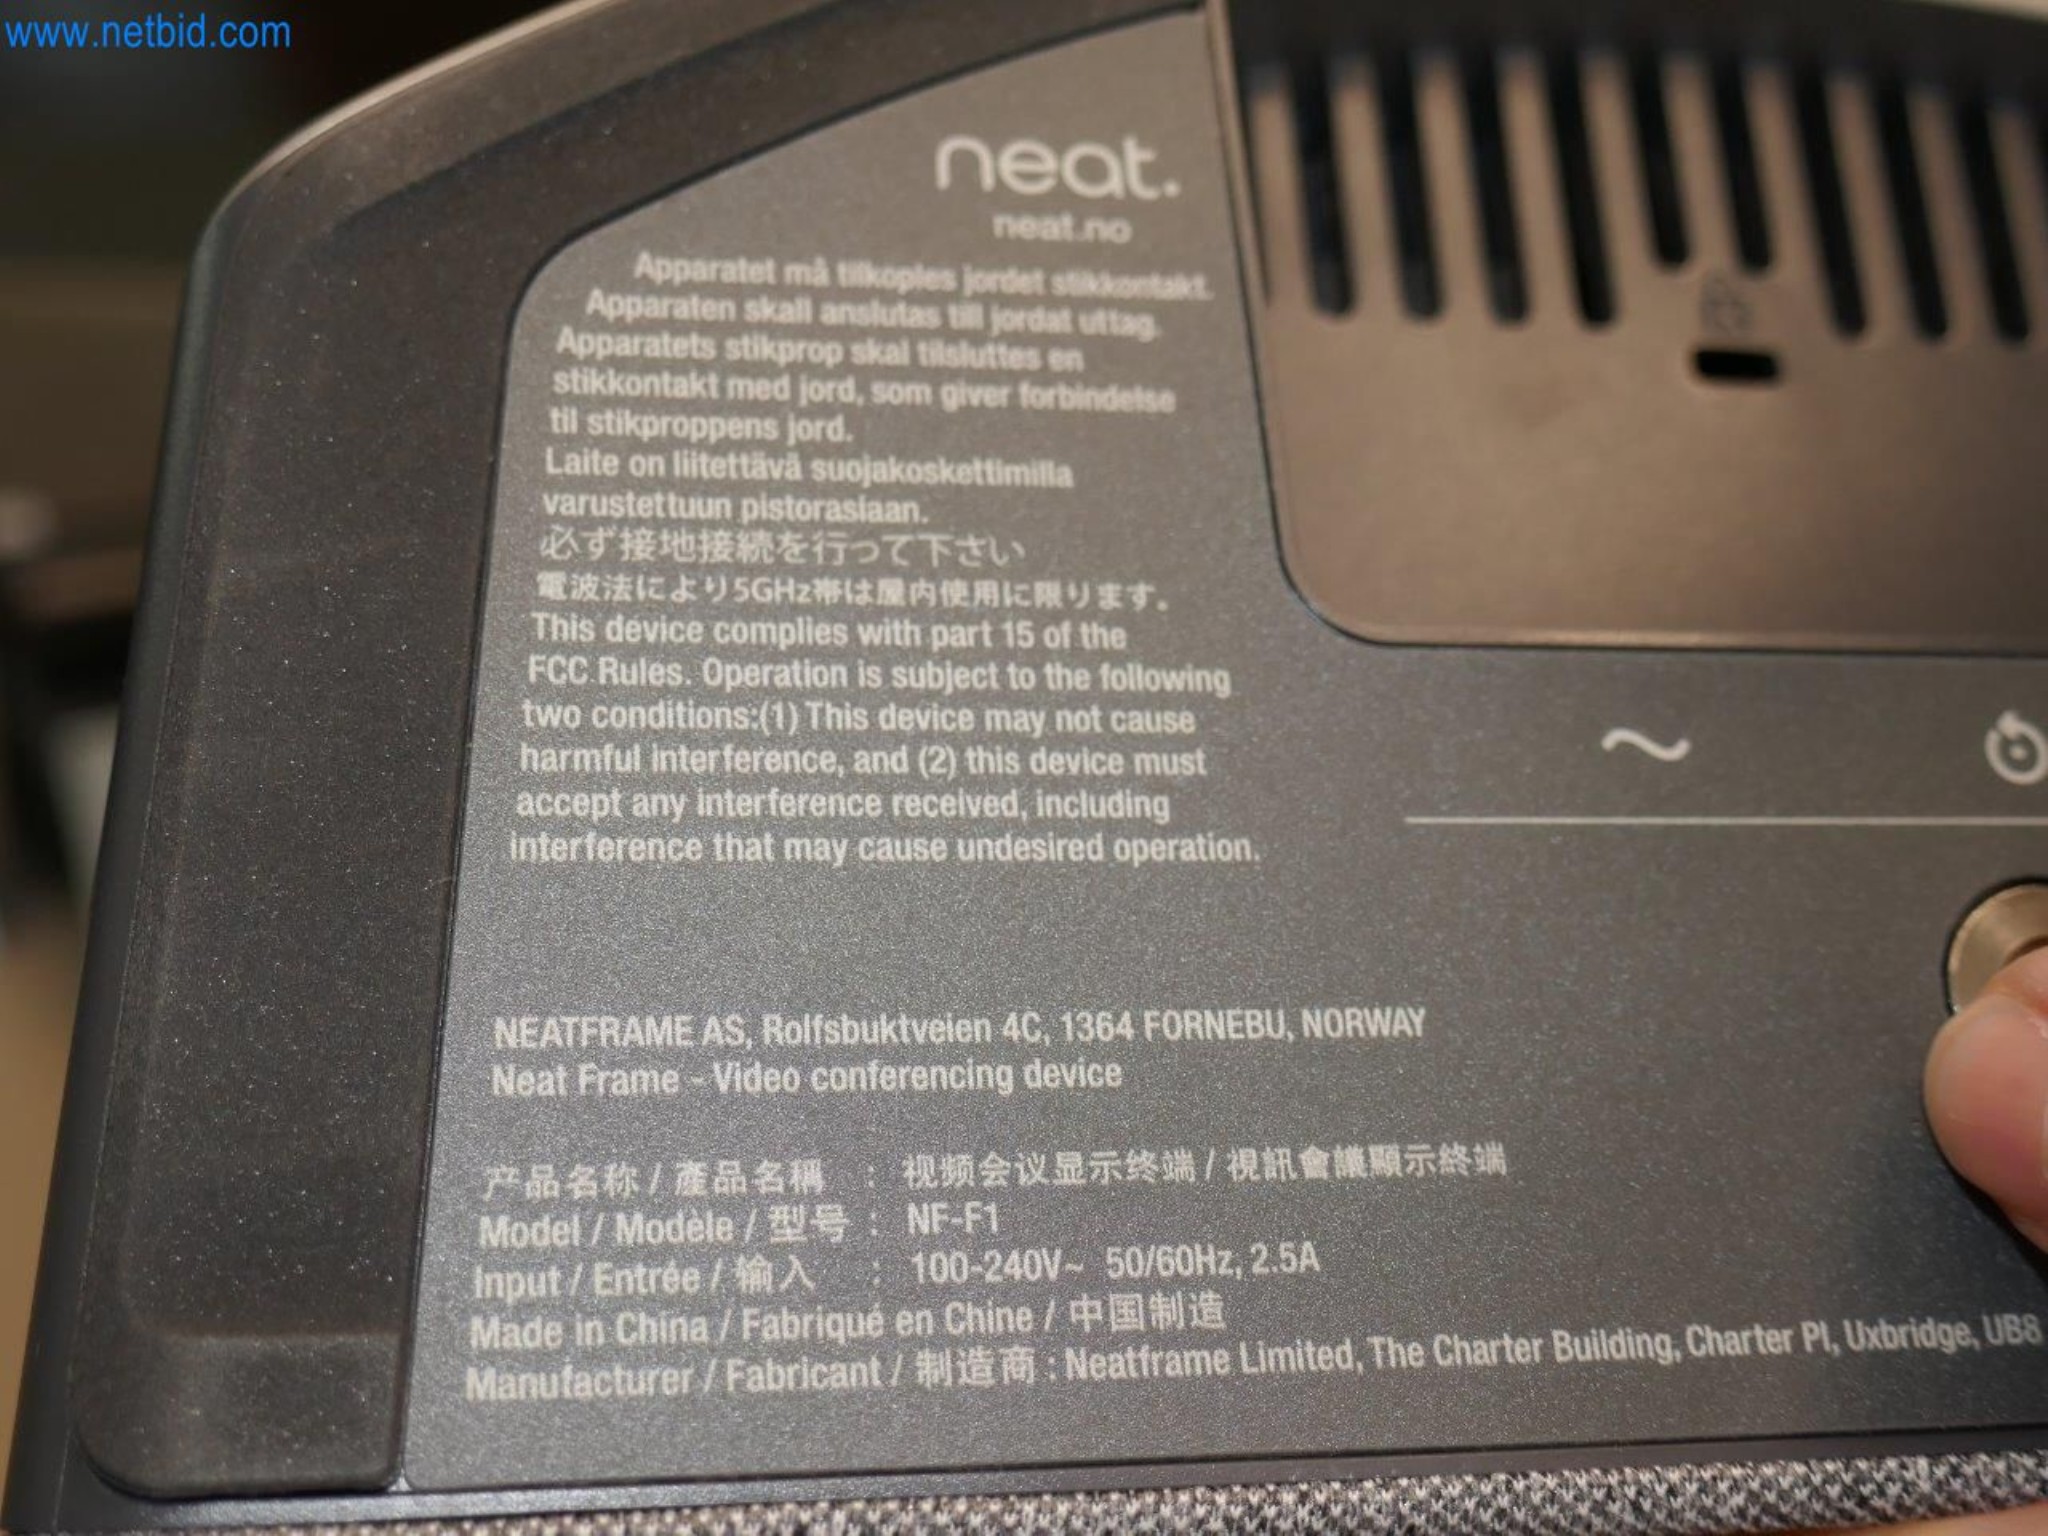 www.netbid.com
neat.
neat.no
Apparatet må tilkoples jordet stikkontakt.
Apparaten skall anslutas till jordat uttag.
Apparatets stikprop skal tilsluttes en
stikkontakt med jord, som giver forbindelse
til stikproppens jord.
Laite on liitettävä suojakoskettimilla
varustettuun pistorasiaan.
必ず接地接続を行って下さい
電波法により5GHz帯は屋内使用に限ります。
This device complies with part 15 of the
FCC Rules. Operation is subject to the following
two conditions:(1) This device may not cause
harmful interference, and (2) this device must
accept any interference received, including
interference that may cause undesired operation.
NEATFRAME AS, Rolfsbuktveien 4C, 1364 FORNEBU, NORWAY
Neat Frame - Video conferencing device
产品名称 / 產品名稱 : 视频会议显示终端 / 視訊會議顯示終端
Model / Modèle / 型号 : NF-F1
Input / Entrée / 输入 : 100-240V~ 50/60Hz, 2.5A
Made in China / Fabriqué en Chine / 中国制造
Manufacturer / Fabricant / 制造商 : Neatframe Limited, The Charter Building, Charter Pl, Uxbridge, UB8